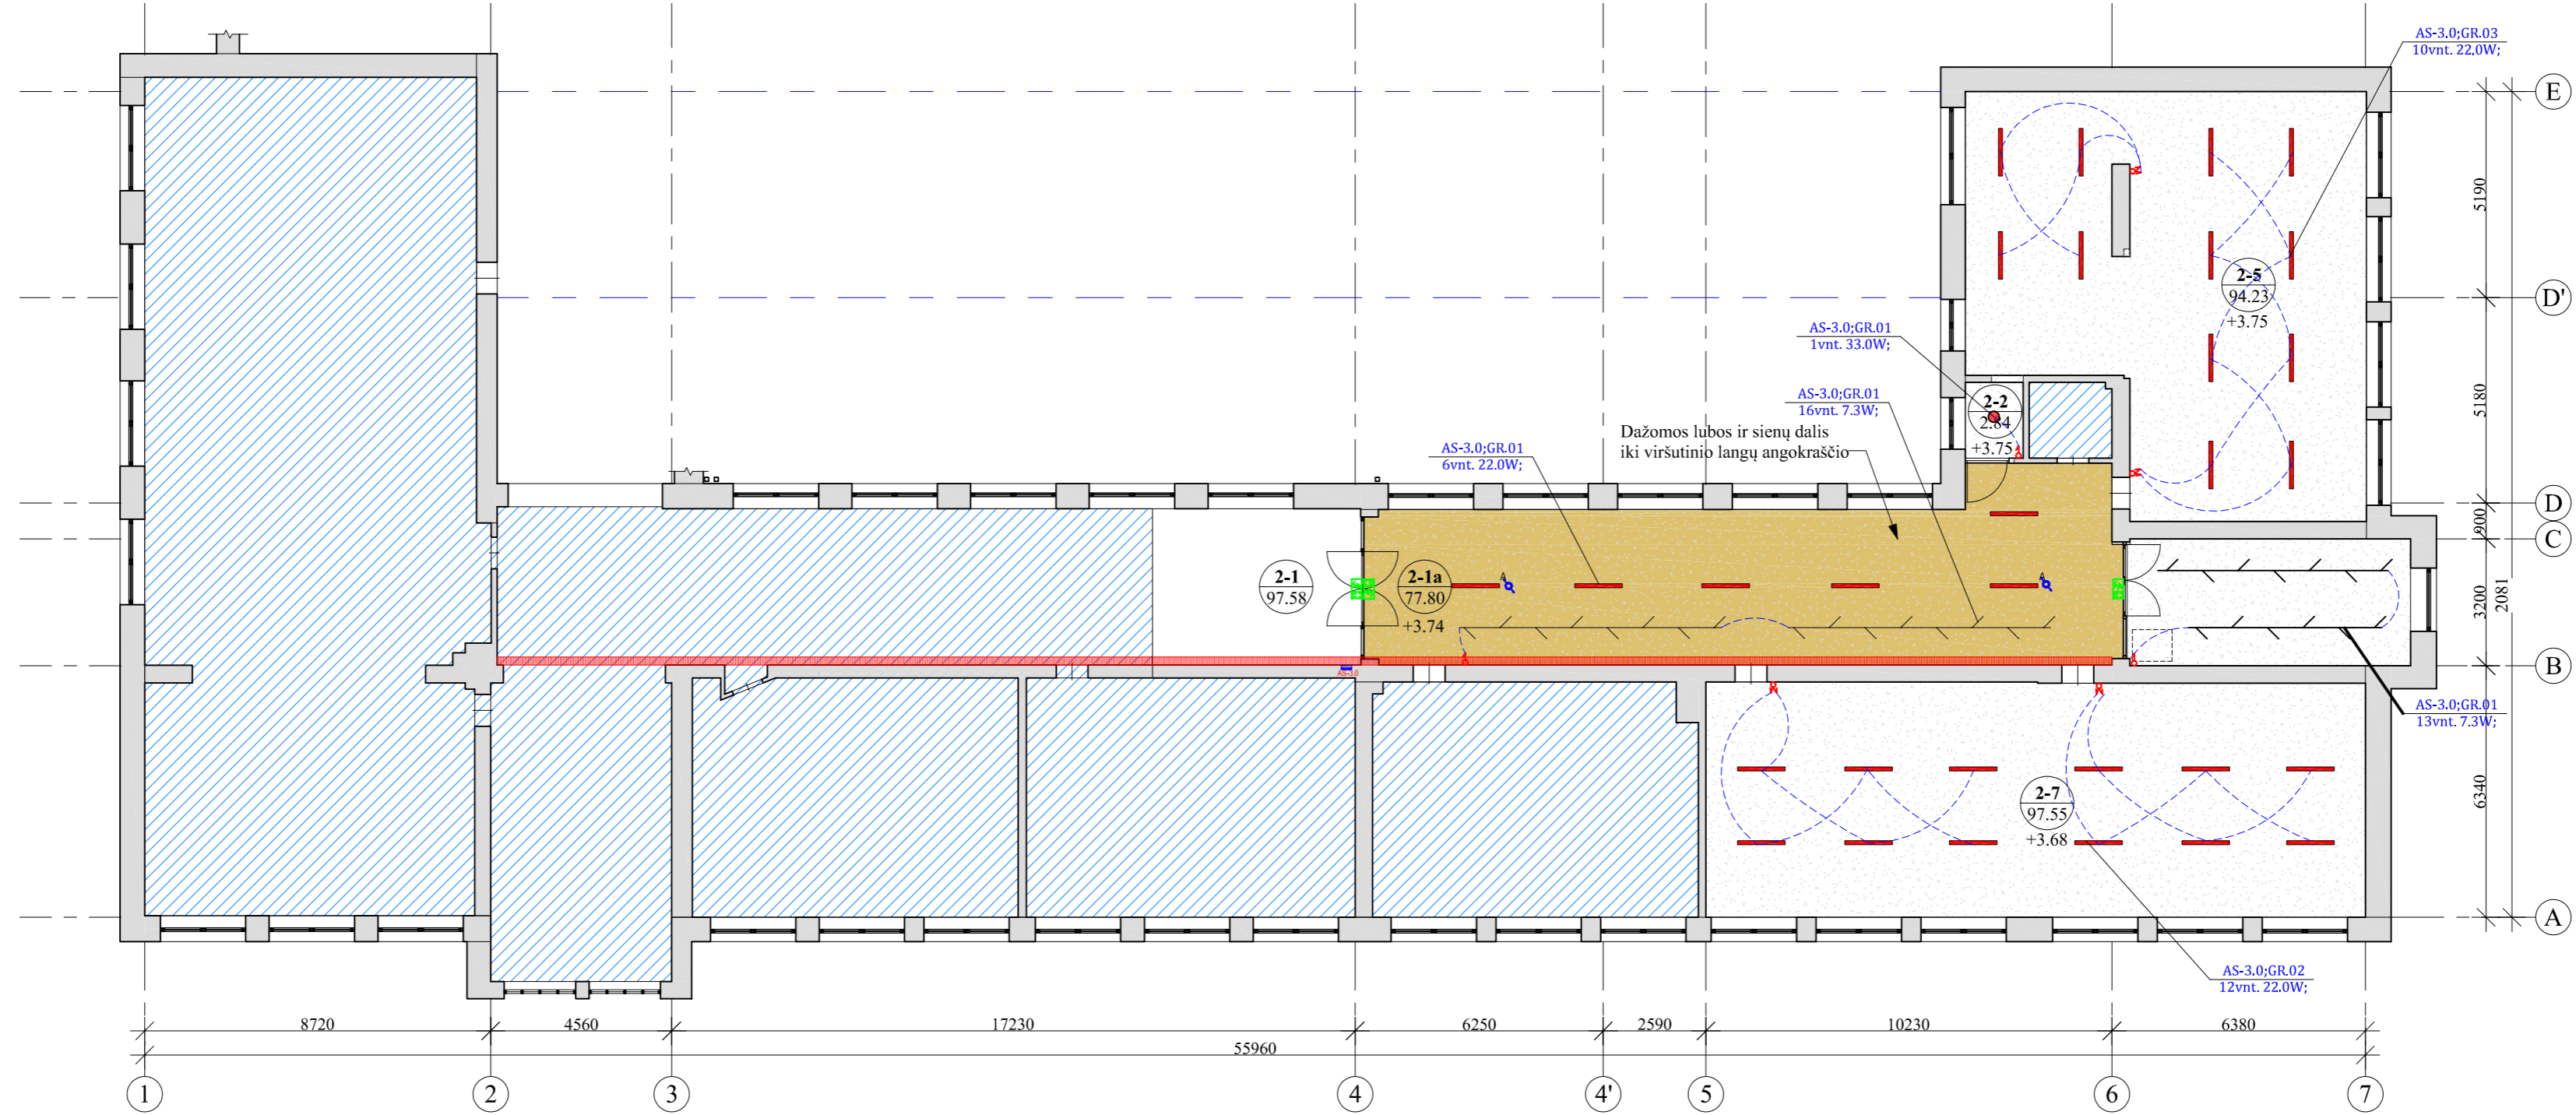 AS-3.0;GR.03
10vnt. 22.0W;
E
5190
2-5
94.23
+3.75
D'
AS-3.0;GR.01
1vnt. 33.0W;
AS-3.0;GR.01
16vnt. 7.3W;
2-2
2.84
+3.75
5180
Dažomos lubos ir sienų dalis
iki viršutinio langų angokraščio
AS-3.0;GR.01
6vnt. 22.0W;
D
900
C
2-1
97.58
2-1a
77.80
+3.74
A
A
3200
2081
B
AS-3.0
AS-3.0;GR.01
13vnt. 7.3W;
2-7
97.55
+3.68
6340
A
AS-3.0;GR.02
12vnt. 22.0W;
8720
4560
17230
6250
2590
10230
6380
55960
1
2
3
4
4'
5
6
7